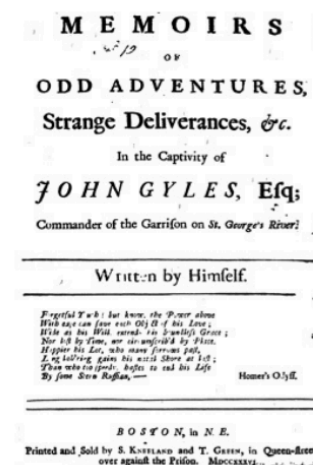 MEMOIRS
OF
ODD ADVENTURES,
Strange Deliverances, &c.
In the Captivity of
JOHN GYLES, Eſq;
Commander of the Garriſon on St. George's River.
Written by Himſelf.
Forgetful Youth! but know, the Power above
With eaſe can ſave each Object of his Love;
Wide as his Will, extends his boundleſs Grace;
Nor loſt by Time, nor circumſcrib'd by Place.
Happier his Lot, who many ſorrows paſt,
Long lab'ring gains his natal Shore at laſt;
Than who too ſpeedy, haſtes to end his Life
By ſome Stern Ruffian, —
Homer's Odyſſ.
BOSTON, in N. E.
Printed and Sold by S. KNEELAND and T. GREEN, in Queen-ſtreet
over againſt the Priſon. MDCCXXXVI.